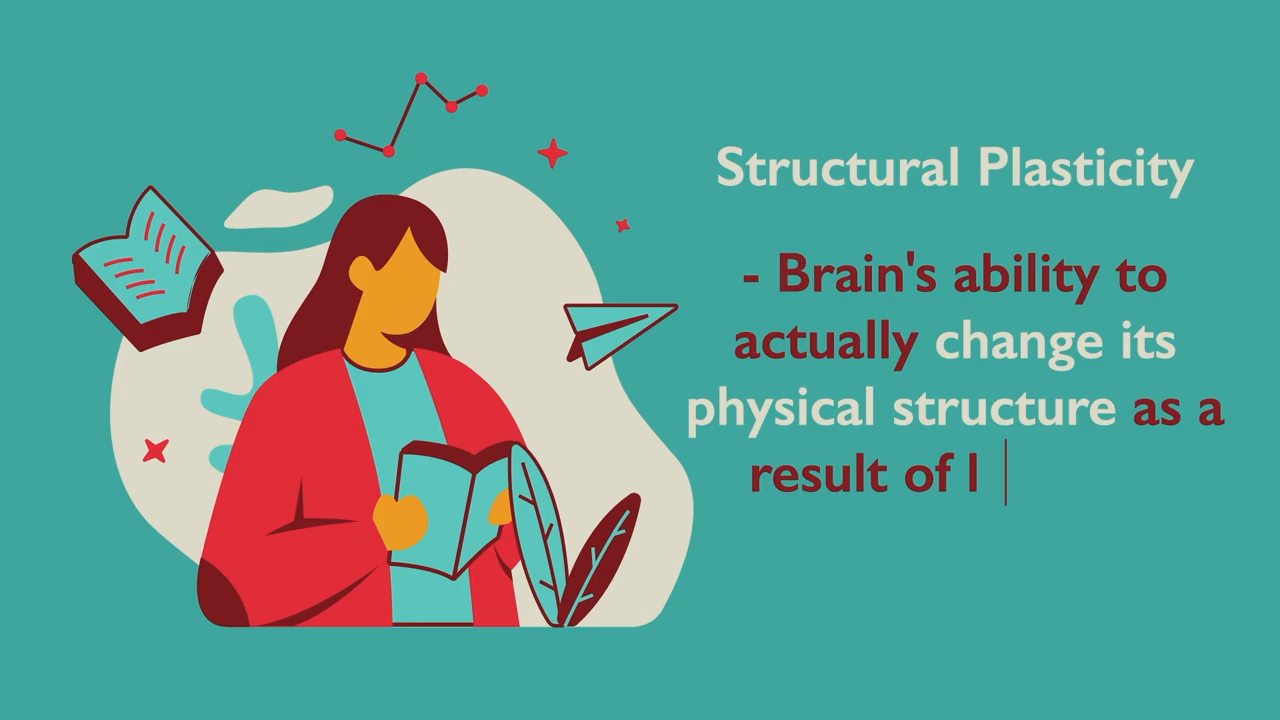 Structural Plasticity
- Brain's ability to
actually change its
physical structure as a
result of l